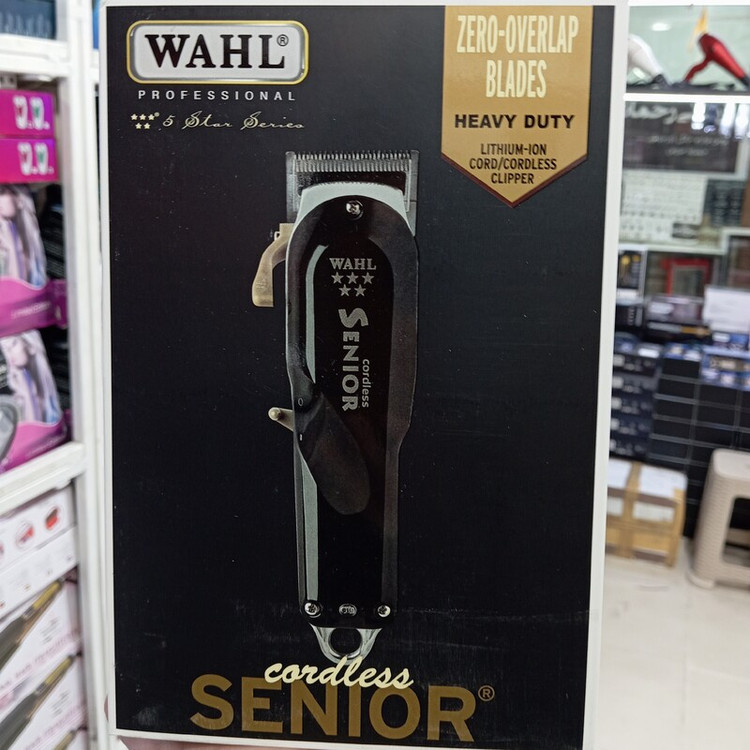 WAHL®
PROFESSIONAL
5 Star Series
ZERO-OVERLAP
BLADES
HEAVY DUTY
LITHIUM-ION
CORD/CORDLESS
CLIPPER
WAHL
SENIOR
cordless
cordless
SENIOR®